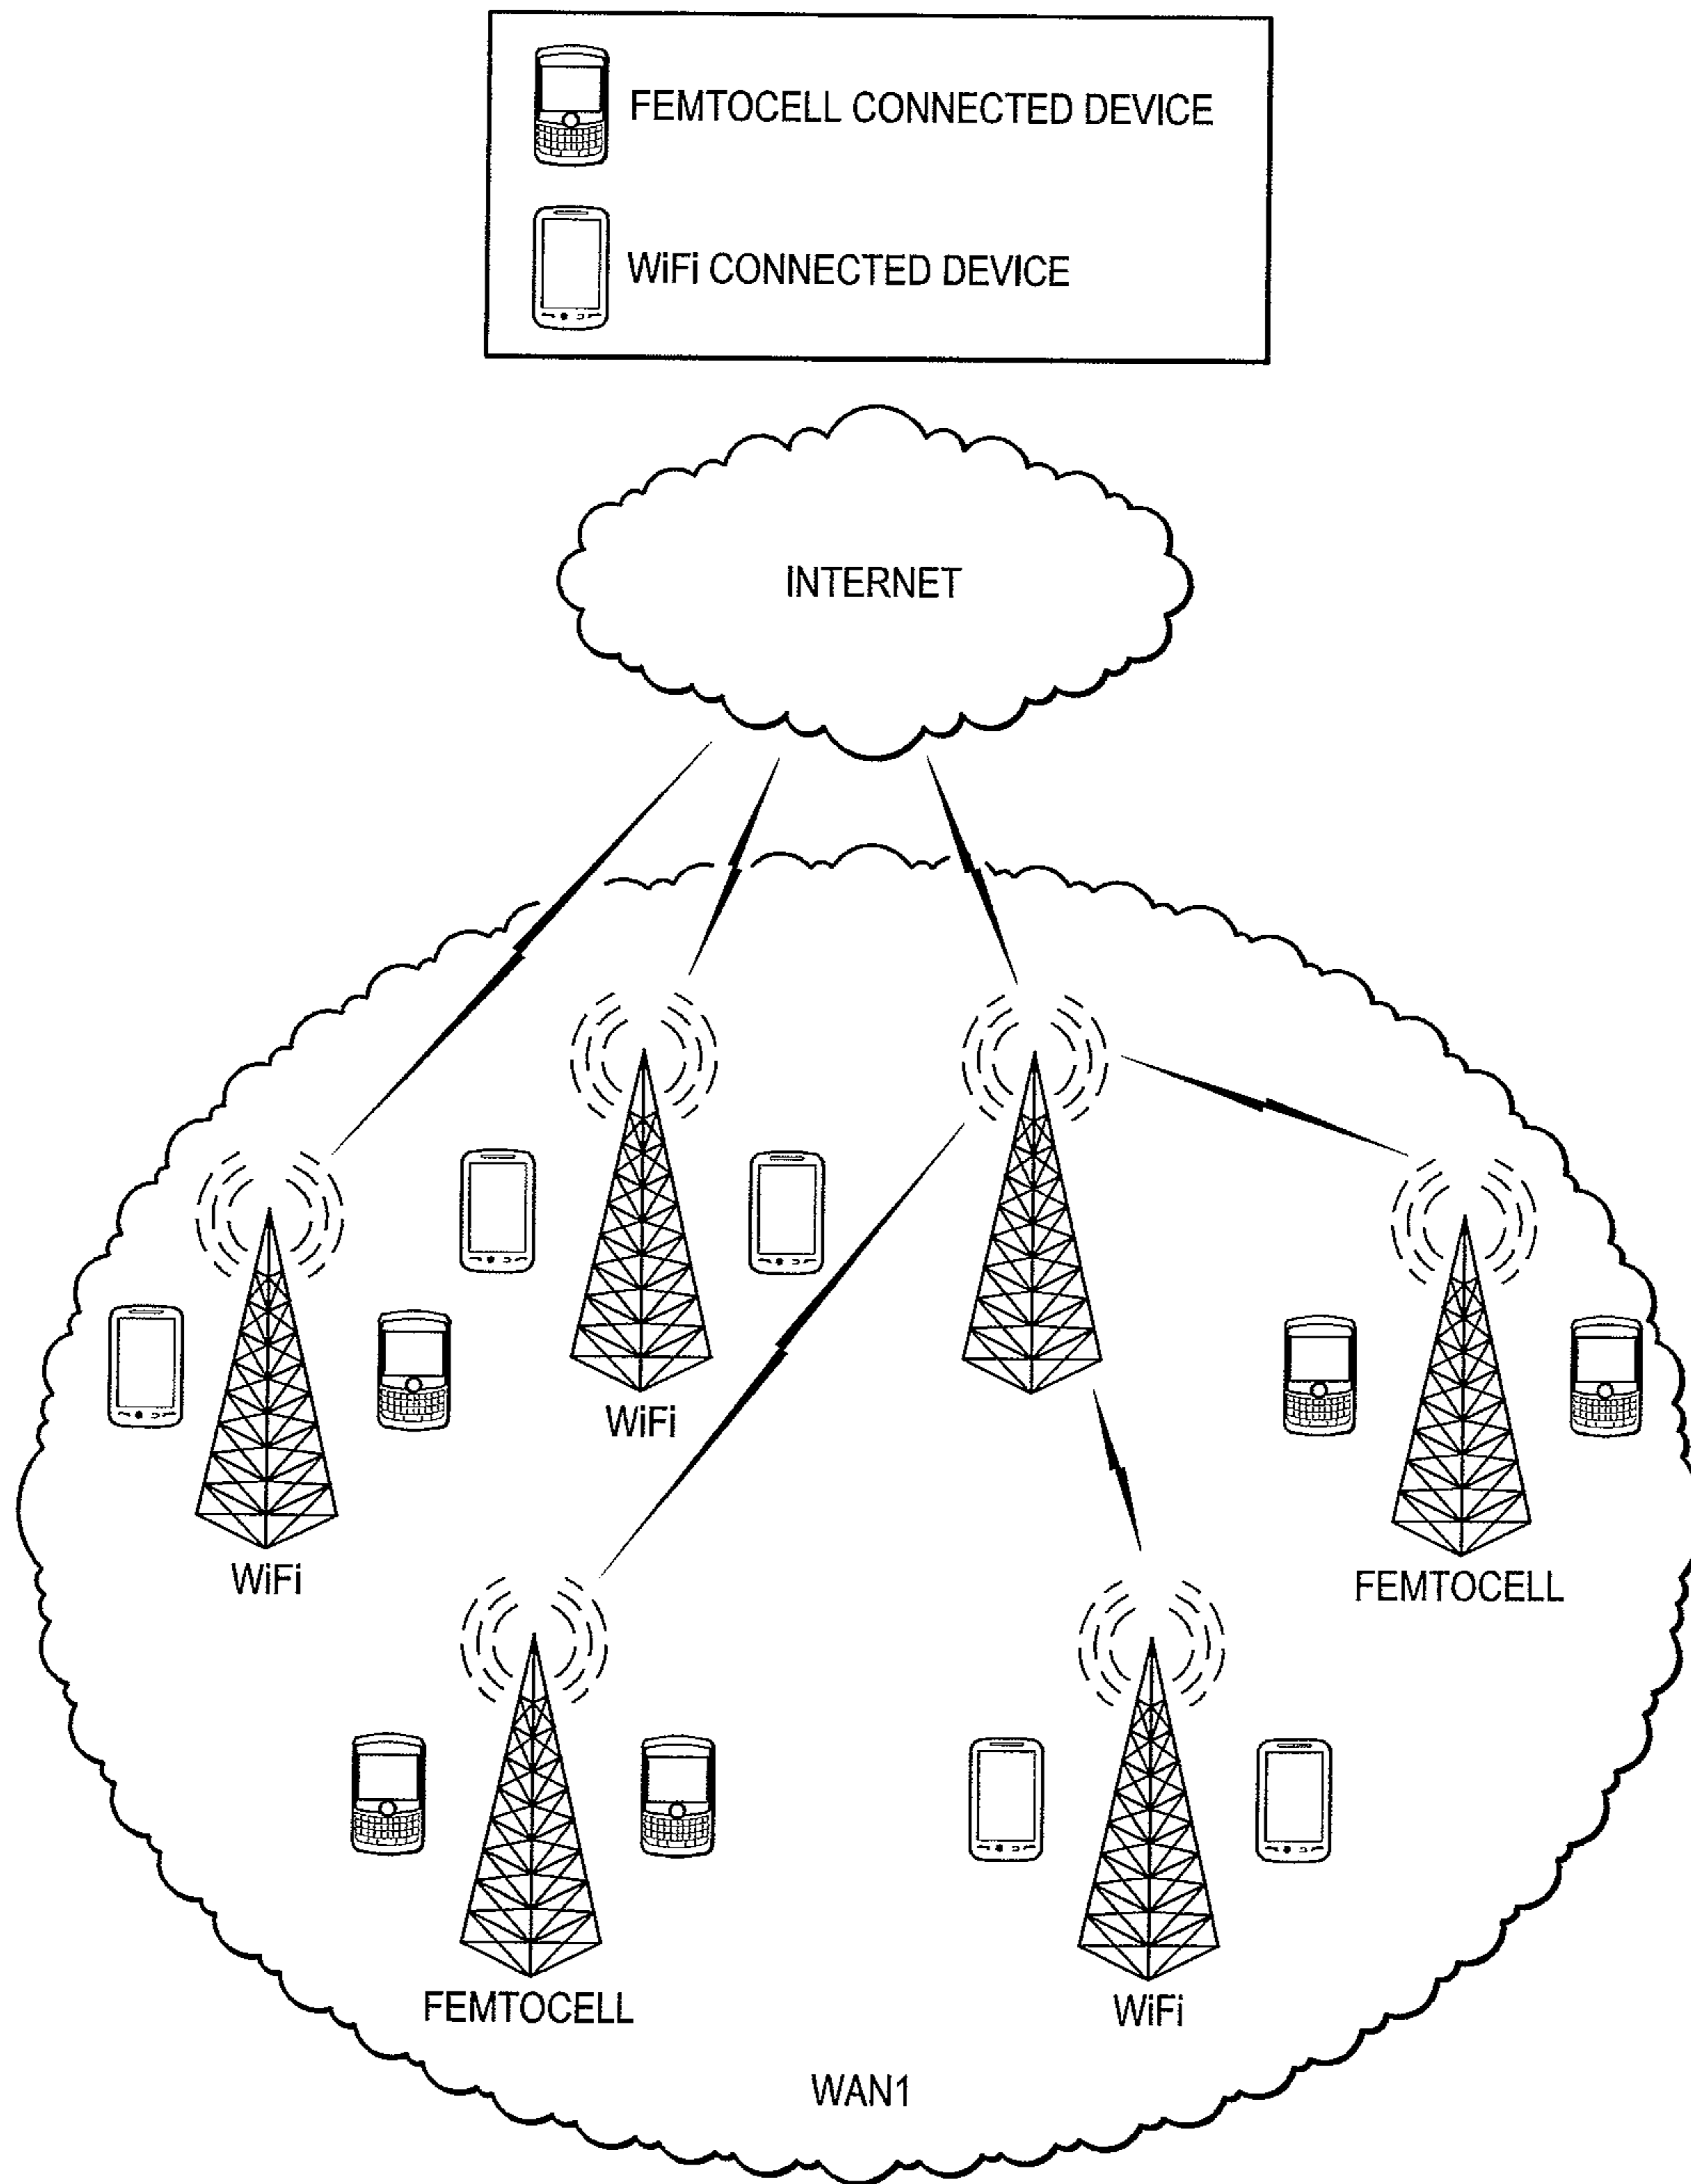 FEMTOCELL CONNECTED DEVICE
WiFi CONNECTED DEVICE
INTERNET
WiFi
WiFi
FEMTOCELL
FEMTOCELL
WiFi
WAN1